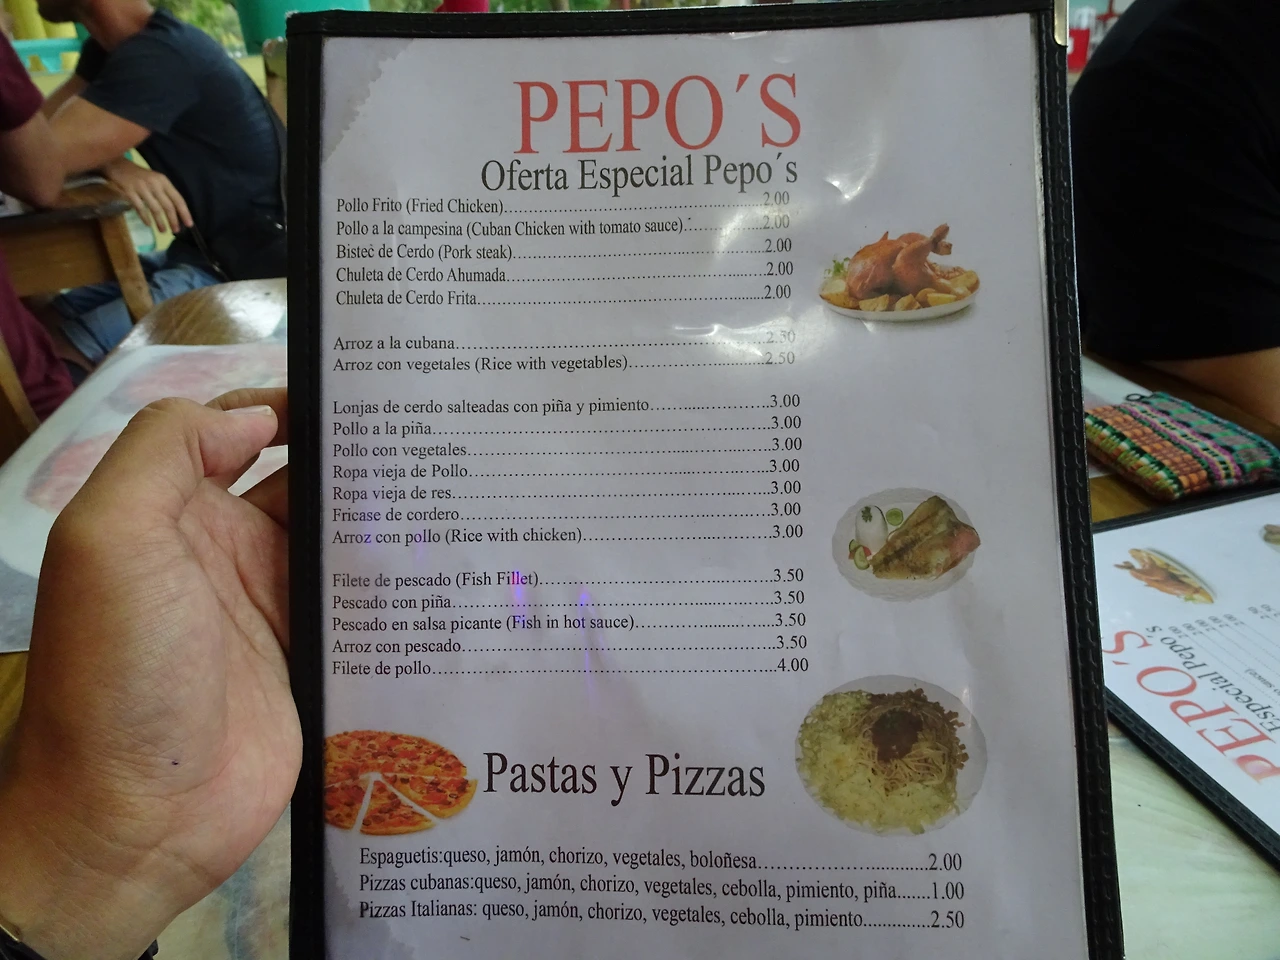 PEPO´S
Oferta Especial Pepo´s
Pollo Frito (Fried Chicken)..............................................2.00
Pollo a la campesina (Cuban Chicken with tomato sauce)..............2.00
Bistec de Cerdo (Pork steak)..............................................2.00
Chuleta de Cerdo Ahumada..............................................2.00
Chuleta de Cerdo Frita..............................................2.00
Arroz a la cubana..............................................2.50
Arroz con vegetales (Rice with vegetables)..............................2.50
Lonjas de cerdo salteadas con piña y pimiento.........................3.00
Pollo a la piña..............................................3.00
Pollo con vegetales..............................................3.00
Ropa vieja de Pollo..............................................3.00
Ropa vieja de res..............................................3.00
Fricase de cordero..............................................3.00
Arroz con pollo (Rice with chicken)....................................3.00
Filete de pescado (Fish Fillet)..............................................3.50
Pescado con piña..............................................3.50
Pescado en salsa picante (Fish in hot sauce).........................3.50
Arroz con pescado..............................................3.50
Filete de pollo..............................................4.00
Pastas y Pizzas
Espaguetis:queso, jamón, chorizo, vegetales, boloñesa..............................2.00
Pizzas cubanas:queso, jamón, chorizo, vegetales, cebolla, pimiento, piña.......1.00
Pizzas Italianas: queso, jamón, chorizo, vegetales, cebolla, pimiento.............2.50
PEPO´S
Especial Pepo´s